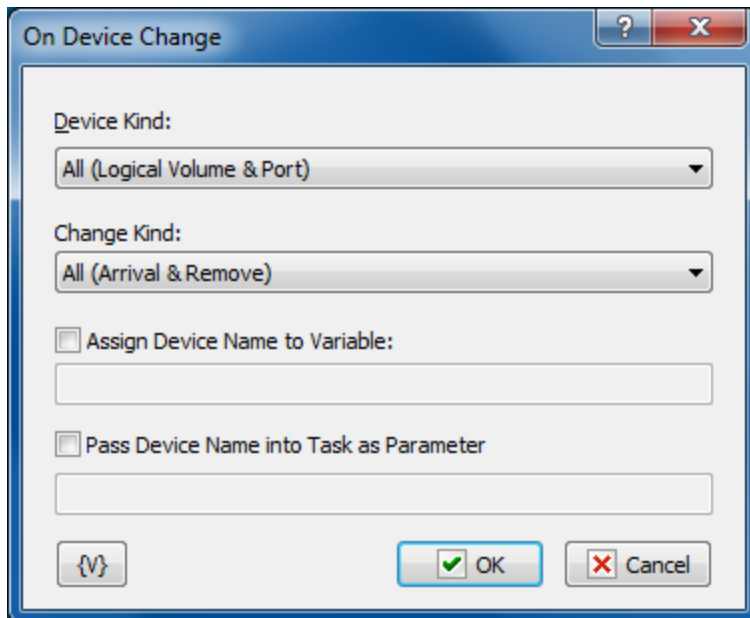 On Device Change
?
X
Device Kind:
All (Logical Volume & Port)
Change Kind:
All (Arrival & Remove)
Assign Device Name to Variable:
Pass Device Name into Task as Parameter
{V}
OK
Cancel